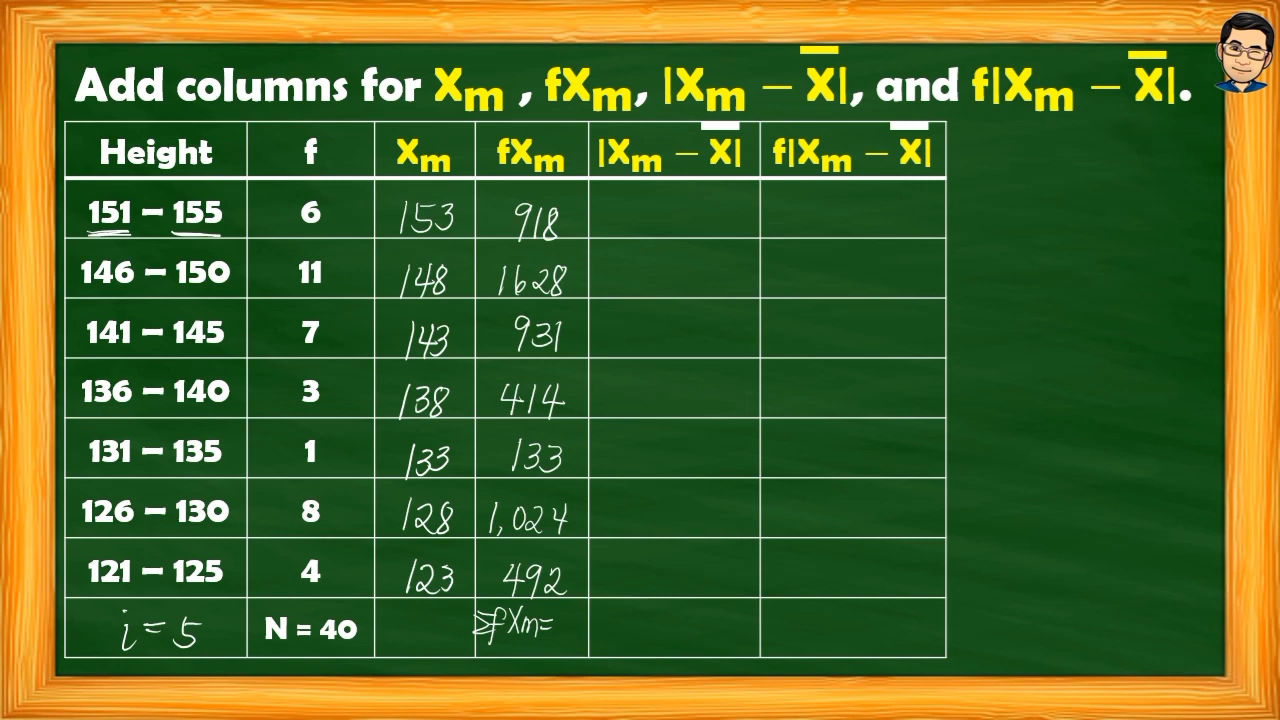 Add columns for Xm , fXm, |Xm – X̄|, and f|Xm – X̄|.
Height f Xm fXm |Xm – X̄| f|Xm – X̄|
151 – 155 6 153 918
146 – 150 11 148 1628
141 – 145 7 143 931
136 – 140 3 138 414
131 – 135 1 133 133
126 – 130 8 128 1,024
121 – 125 4 123 492
i = 5 N = 40 ΣfXm=